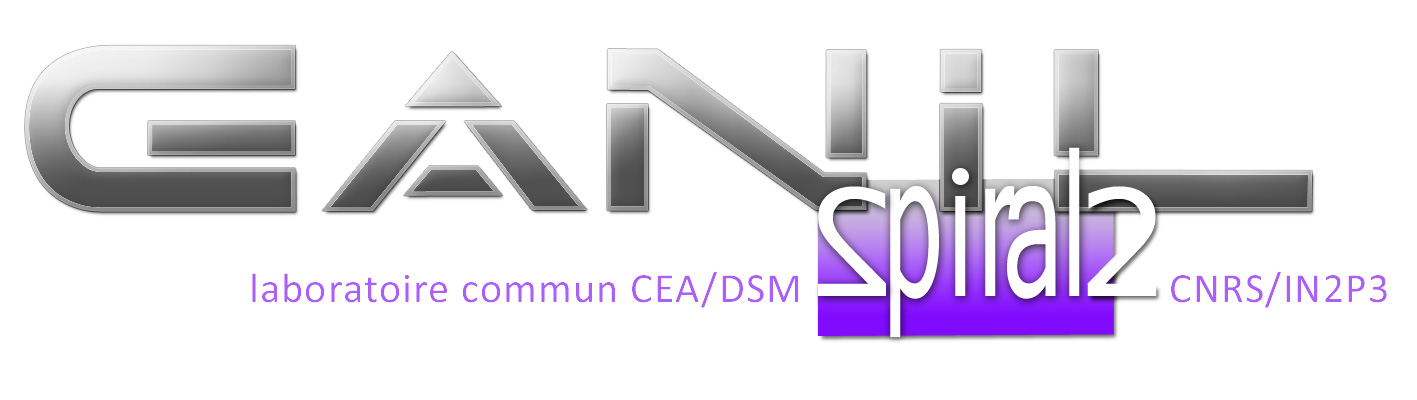 GANiL
spiral2
laboratoire commun CEA/DSM CNRS/IN2P3